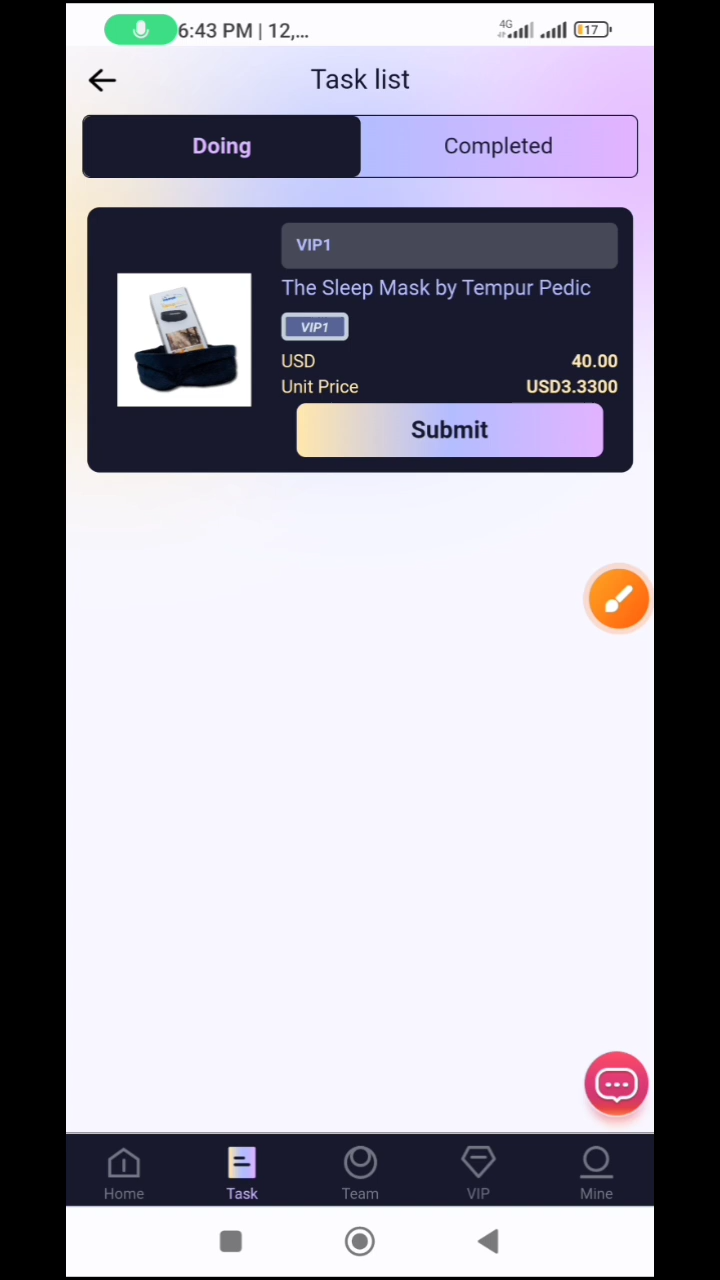 6:43 PM | 12,...
4G
17
Task list
Doing
Completed
VIP1
The Sleep Mask by Tempur Pedic
VIP1
USD 40.00
Unit Price USD3.3300
Submit
Home
Task
Team
VIP
Mine